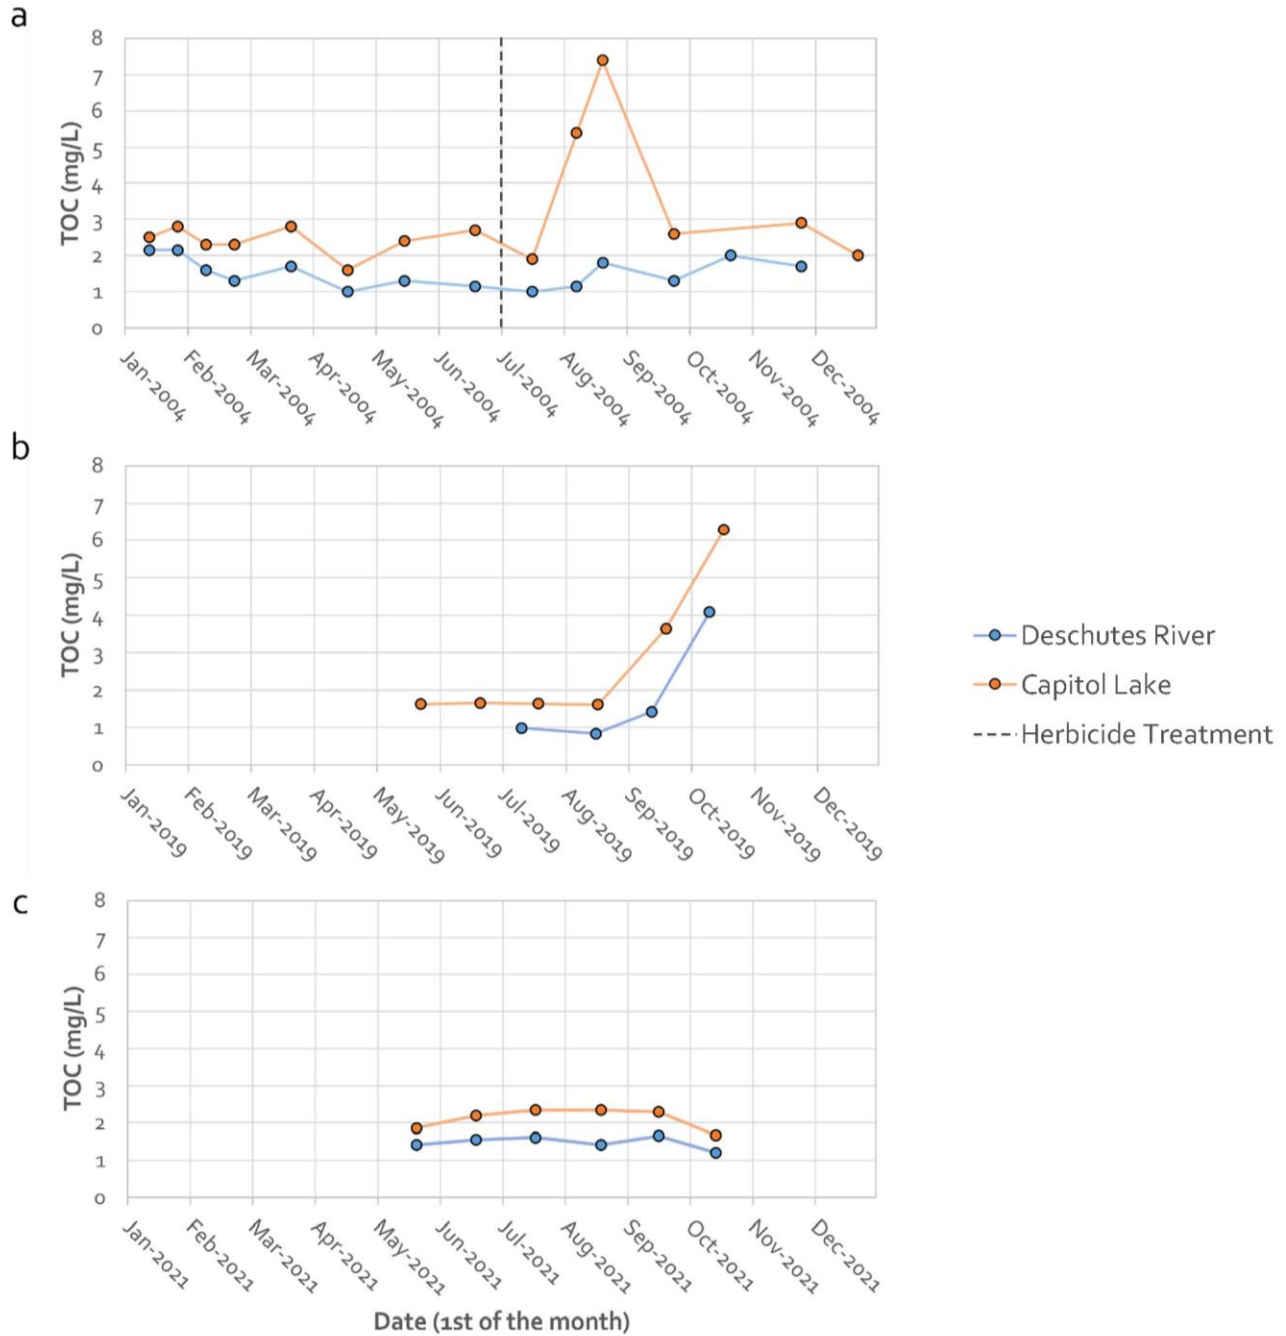 a
TOC (mg/L)
8
7
6
5
4
3
2
1
0
Jan-2004
Feb-2004
Mar-2004
Apr-2004
May-2004
Jun-2004
Jul-2004
Aug-2004
Sep-2004
Oct-2004
Nov-2004
Dec-2004
b
TOC (mg/L)
8
7
6
5
4
3
2
1
0
Jan-2019
Feb-2019
Mar-2019
Apr-2019
May-2019
Jun-2019
Jul-2019
Aug-2019
Sep-2019
Oct-2019
Nov-2019
Dec-2019
Deschutes River
Capitol Lake
Herbicide Treatment
c
TOC (mg/L)
8
7
6
5
4
3
2
1
0
Jan-2021
Feb-2021
Mar-2021
Apr-2021
May-2021
Jun-2021
Jul-2021
Aug-2021
Sep-2021
Oct-2021
Nov-2021
Dec-2021
Date (1st of the month)